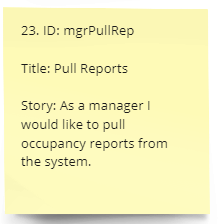 23. ID: mgrPullRep
Title: Pull Reports
Story: As a manager I
would like to pull
occupancy reports from
the system.